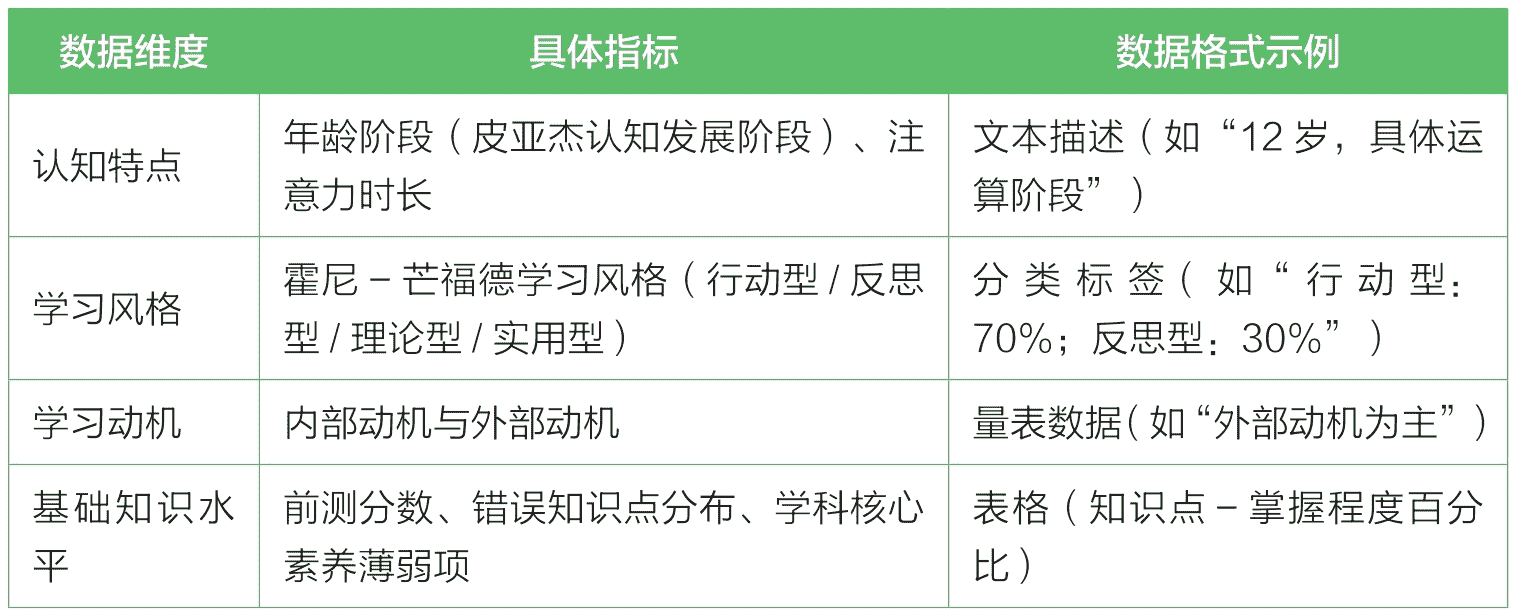 数据维度 具体指标 数据格式示例
认知特点
年龄阶段（皮亚杰认知发展阶段）、注
意力时长
文本描述（如“12 岁，具体运
算阶段”）
学习风格
霍尼 – 芒福德学习风格（行动型 / 反思
型 / 理论型 / 实用型）
分类标签（如“行动型：
70%；反思型：30%”）
学习动机
内部动机与外部动机
量表数据（如“外部动机为主”）
基础知识水
平
前测分数、错误知识点分布、学科核心
素养薄弱项
表格（知识点 – 掌握程度百分
比）